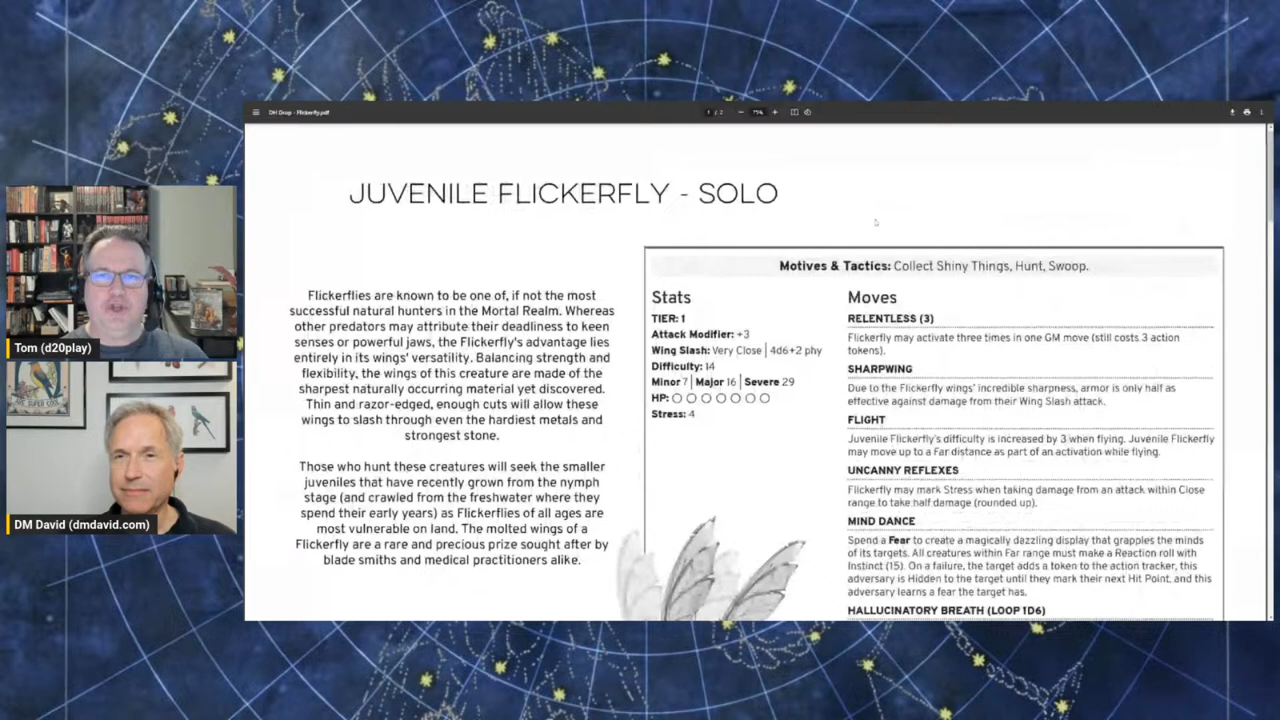 DH Drop - Flickerfly.pdf
1 / 2
75%
JUVENILE FLICKERFLY - SOLO
Flickerflies are known to be one of, if not the most
successful natural hunters in the Mortal Realm. Whereas
other predators may attribute their deadliness to keen
senses or powerful jaws, the Flickerfly's advantage lies
entirely in its wings' versatility. Balancing strength and
flexibility, the wings of this creature are made of the
sharpest naturally occurring material yet discovered.
Thin and razor-edged, enough cuts will allow these
wings to slash through even the hardiest metals and
strongest stone.
Those who hunt these creatures will seek the smaller
juveniles that have recently grown from the nymph
stage (and crawled from the freshwater where they
spend their early years) as Flickerflies of all ages are
most vulnerable on land. The molted wings of a
Flickerfly are a rare and precious prize sought after by
blade smiths and medical practitioners alike.
Motives & Tactics: Collect Shiny Things, Hunt, Swoop.
Stats
TIER: 1
Attack Modifier: +3
Wing Slash: Very Close | 4d6+2 phy
Difficulty: 14
Minor 7 | Major 16 | Severe 29
HP:
Stress: 4
Moves
RELENTLESS (3)
Flickerfly may activate three times in one GM move (still costs 3 action
tokens).
SHARPWING
Due to the Flickerfly wings' incredible sharpness, armor is only half as
effective against damage from their Wing Slash attack.
FLIGHT
Juvenile Flickerfly's difficulty is increased by 3 when flying. Juvenile Flickerfly
may move up to a Far distance as part of an activation while flying.
UNCANNY REFLEXES
Flickerfly may mark Stress when taking damage from an attack within Close
range to take half damage (rounded up).
MIND DANCE
Spend a Fear to create a magically dazzling display that grapples the minds
of its targets. All creatures within Far range must make a Reaction roll with
Instinct (15). On a failure, the target adds a token to the action tracker, this
adversary is Hidden to the target until they mark their next Hit Point, and this
adversary learns a fear the target has.
HALLUCINATORY BREATH (LOOP 1D6)
Tom (d20play)
DM David (dmdavid.com)